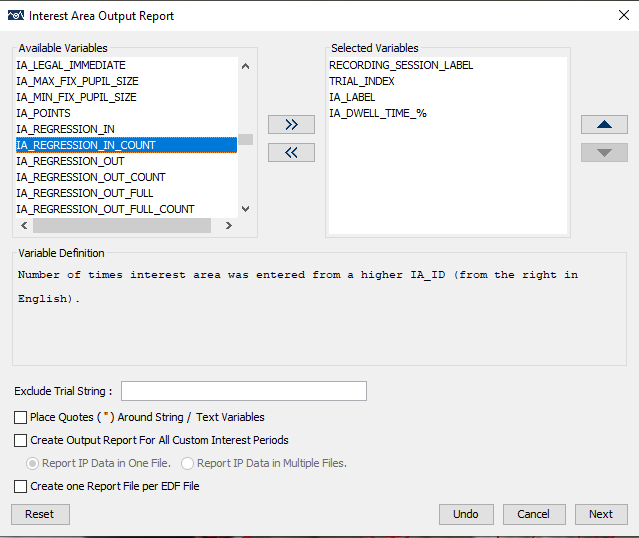 Interest Area Output Report
Available Variables
IA_LEGAL_IMMEDIATE
IA_MAX_FIX_PUPIL_SIZE
IA_MIN_FIX_PUPIL_SIZE
IA_POINTS
IA_REGRESSION_IN
IA_REGRESSION_IN_COUNT
IA_REGRESSION_OUT
IA_REGRESSION_OUT_COUNT
IA_REGRESSION_OUT_FULL
IA_REGRESSION_OUT_FULL_COUNT
Selected Variables
RECORDING_SESSION_LABEL
TRIAL_INDEX
IA_LABEL
IA_DWELL_TIME_%
Variable Definition
Number of times interest area was entered from a higher IA_ID (from the right in
English).
Exclude Trial String :
Place Quotes ( " ) Around String / Text Variables
Create Output Report For All Custom Interest Periods
Report IP Data in One File. Report IP Data in Multiple Files.
Create one Report File per EDF File
Reset Undo Cancel Next